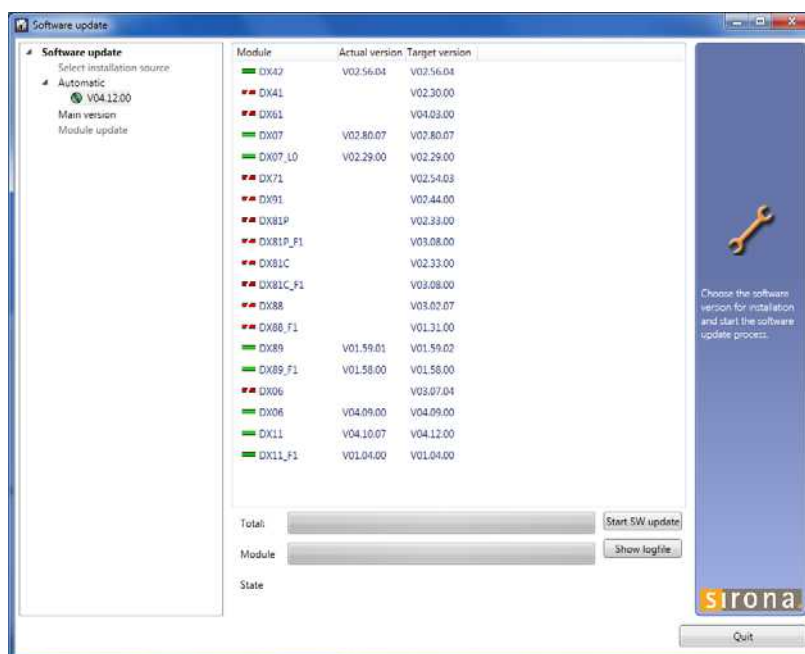 Software update
Software update
Select installation source
Automatic
V04.12.00
Main version
Module update
Module Actual version Target version
DX42 V02.56.04 V02.56.04
DX41 V02.30.00
DX61 V04.03.00
DX07 V02.80.07 V02.80.07
DX07_L0 V02.29.00 V02.29.00
DX71 V02.54.03
DX91 V02.44.00
DX81P V02.33.00
DX81P_F1 V03.08.00
DX81C V02.33.00
DX81C_F1 V03.08.00
DX88 V03.02.07
DX88_F1 V01.31.00
DX89 V01.59.01 V01.59.02
DX89_F1 V01.58.00 V01.58.00
DX06 V03.07.04
DX06 V04.09.00 V04.09.00
DX11 V04.10.07 V04.12.00
DX11_F1 V01.04.00 V01.04.00
Total:
Start SW update
Module
Show logfile
State
Choose the software
version for installation
and start the software
update process.
sirona
Quit